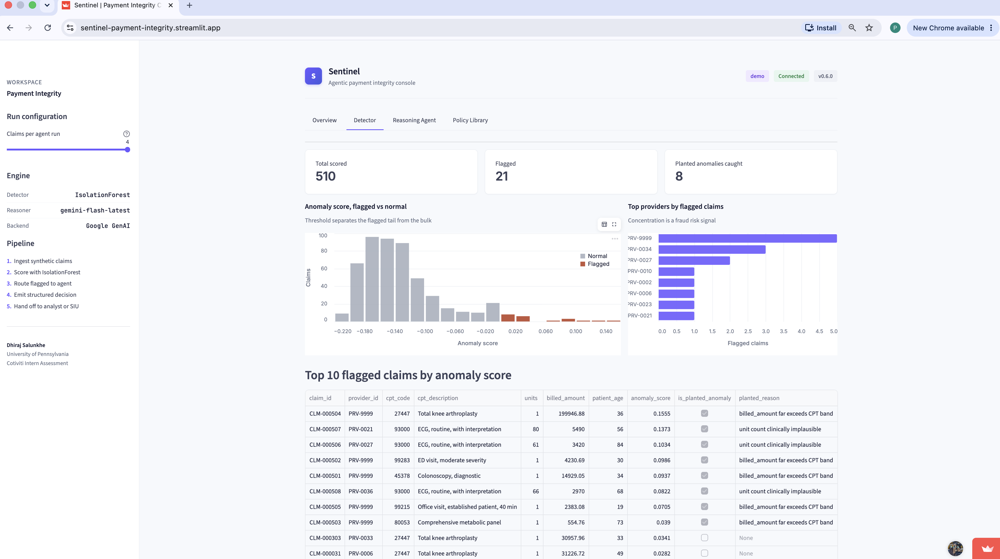 Sentinel | Payment Integrity C
sentinel-payment-integrity.streamlit.app
Install
P
New Chrome available
WORKSPACE
Payment Integrity
Run configuration
Claims per agent run
4
Engine
Detector IsolationForest
Reasoner gemini-flash-latest
Backend Google GenAI
Pipeline
1. Ingest synthetic claims
2. Score with IsolationForest
3. Route flagged to agent
4. Emit structured decision
5. Hand off to analyst or SIU
Dhiraj Salunkhe
University of Pennsylvania
Cotiviti Intern Assessment
S
Sentinel
Agentic payment integrity console
demo Connected v0.6.0
Overview Detector Reasoning Agent Policy Library
Total scored
510
Flagged
21
Planted anomalies caught
8
Anomaly score, flagged vs normal
Threshold separates the flagged tail from the bulk
100
80
60
40
20
0
Claims
Normal
Flagged
−0.220 −0.180 −0.140 −0.100 −0.060 −0.020 0.020 0.060 0.100 0.140
Anomaly score
Top providers by flagged claims
Concentration is a fraud risk signal
PRV-9999
PRV-0034
PRV-0027
PRV-0010
PRV-0002
PRV-0006
PRV-0023
PRV-0021
0.0 0.5 1.0 1.5 2.0 2.5 3.0 3.5 4.0 4.5 5.0
Flagged claims
Top 10 flagged claims by anomaly score
claim_id provider_id cpt_code cpt_description units billed_amount patient_age anomaly_score is_planted_anomaly planted_reason
CLM-000504 PRV-9999 27447 Total knee arthroplasty 1 199946.88 36 0.1555 billed_amount far exceeds CPT band
CLM-000507 PRV-0021 93000 ECG, routine, with interpretation 80 5490 56 0.1373 unit count clinically implausible
CLM-000506 PRV-0027 93000 ECG, routine, with interpretation 61 3420 84 0.1034 unit count clinically implausible
CLM-000502 PRV-9999 99283 ED visit, moderate severity 1 4230.69 30 0.0986 billed_amount far exceeds CPT band
CLM-000501 PRV-9999 45378 Colonoscopy, diagnostic 1 14929.05 34 0.0937 billed_amount far exceeds CPT band
CLM-000508 PRV-0036 93000 ECG, routine, with interpretation 66 2970 68 0.0822 unit count clinically implausible
CLM-000505 PRV-9999 99215 Office visit, established patient, 40 min 1 2383.08 19 0.0705 billed_amount far exceeds CPT band
CLM-000503 PRV-9999 80053 Comprehensive metabolic panel 1 554.76 73 0.039 billed_amount far exceeds CPT band
CLM-000303 PRV-0033 27447 Total knee arthroplasty 1 30957.96 33 0.0341 None
CLM-000031 PRV-0006 27447 Total knee arthroplasty 1 31226.72 49 0.0282 None